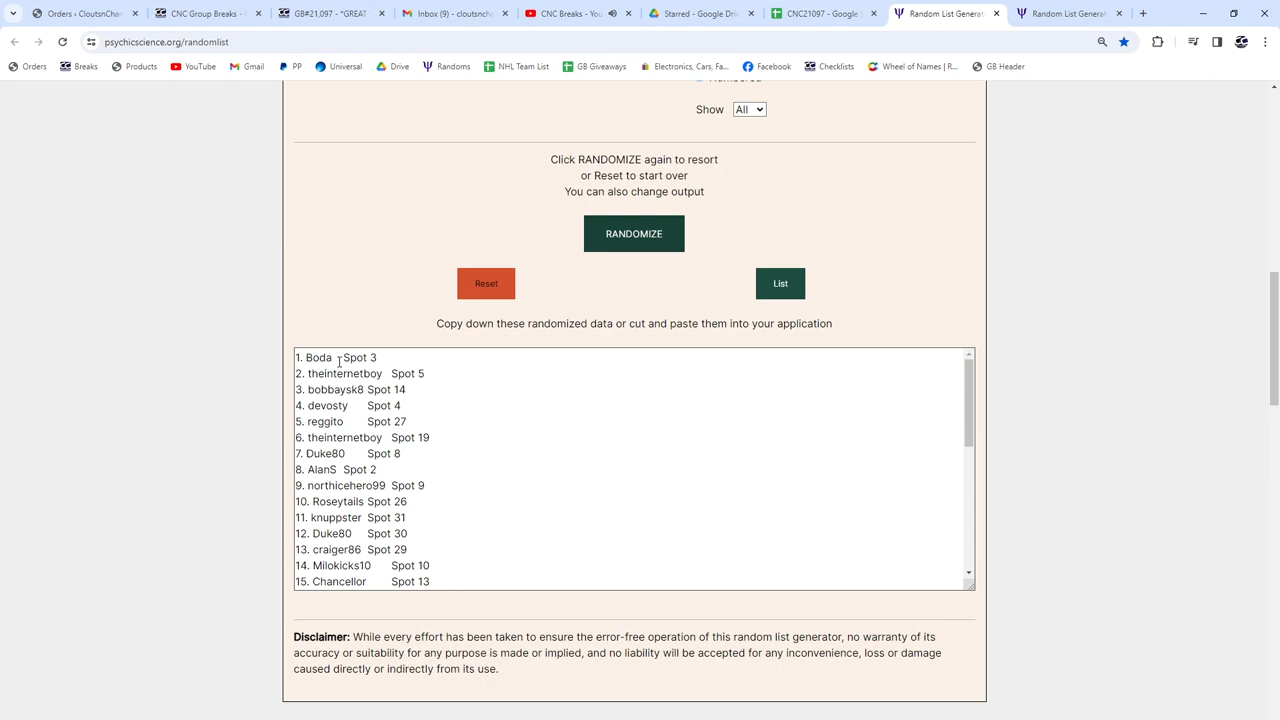 Orders ‹ CloutsnChar
CNC Group Breaks - S
GB#21,097 - *GREAT S
Inbox (9) - cloutsnch
CNC Breaks - You
Starred - Google Driv
CNC21097 - Google S
Random List Generat
Random List Generat
psychicscience.org/randomlist
Orders
Breaks
Products
YouTube
Gmail
PP
Universal
Drive
Randoms
NHL Team List
GB Giveaways
Electronics, Cars, Fa...
Facebook
Checklists
Wheel of Names | R...
GB Header
Numbered
Show All
Click RANDOMIZE again to resort
or Reset to start over
You can also change output
RANDOMIZE
Reset
List
Copy down these randomized data or cut and paste them into your application
1. Boda Spot 3
2. theinternetboy Spot 5
3. bobbaysk8 Spot 14
4. devosty Spot 4
5. reggito Spot 27
6. theinternetboy Spot 19
7. Duke80 Spot 8
8. AlanS Spot 2
9. northicehero99 Spot 9
10. Roseytails Spot 26
11. knuppster Spot 31
12. Duke80 Spot 30
13. craiger86 Spot 29
14. Milokicks10 Spot 10
15. Chancellor Spot 13
Disclaimer: While every effort has been taken to ensure the error-free operation of this random list generator, no warranty of its
accuracy or suitability for any purpose is made or implied, and no liability will be accepted for any inconvenience, loss or damage
caused directly or indirectly from its use.